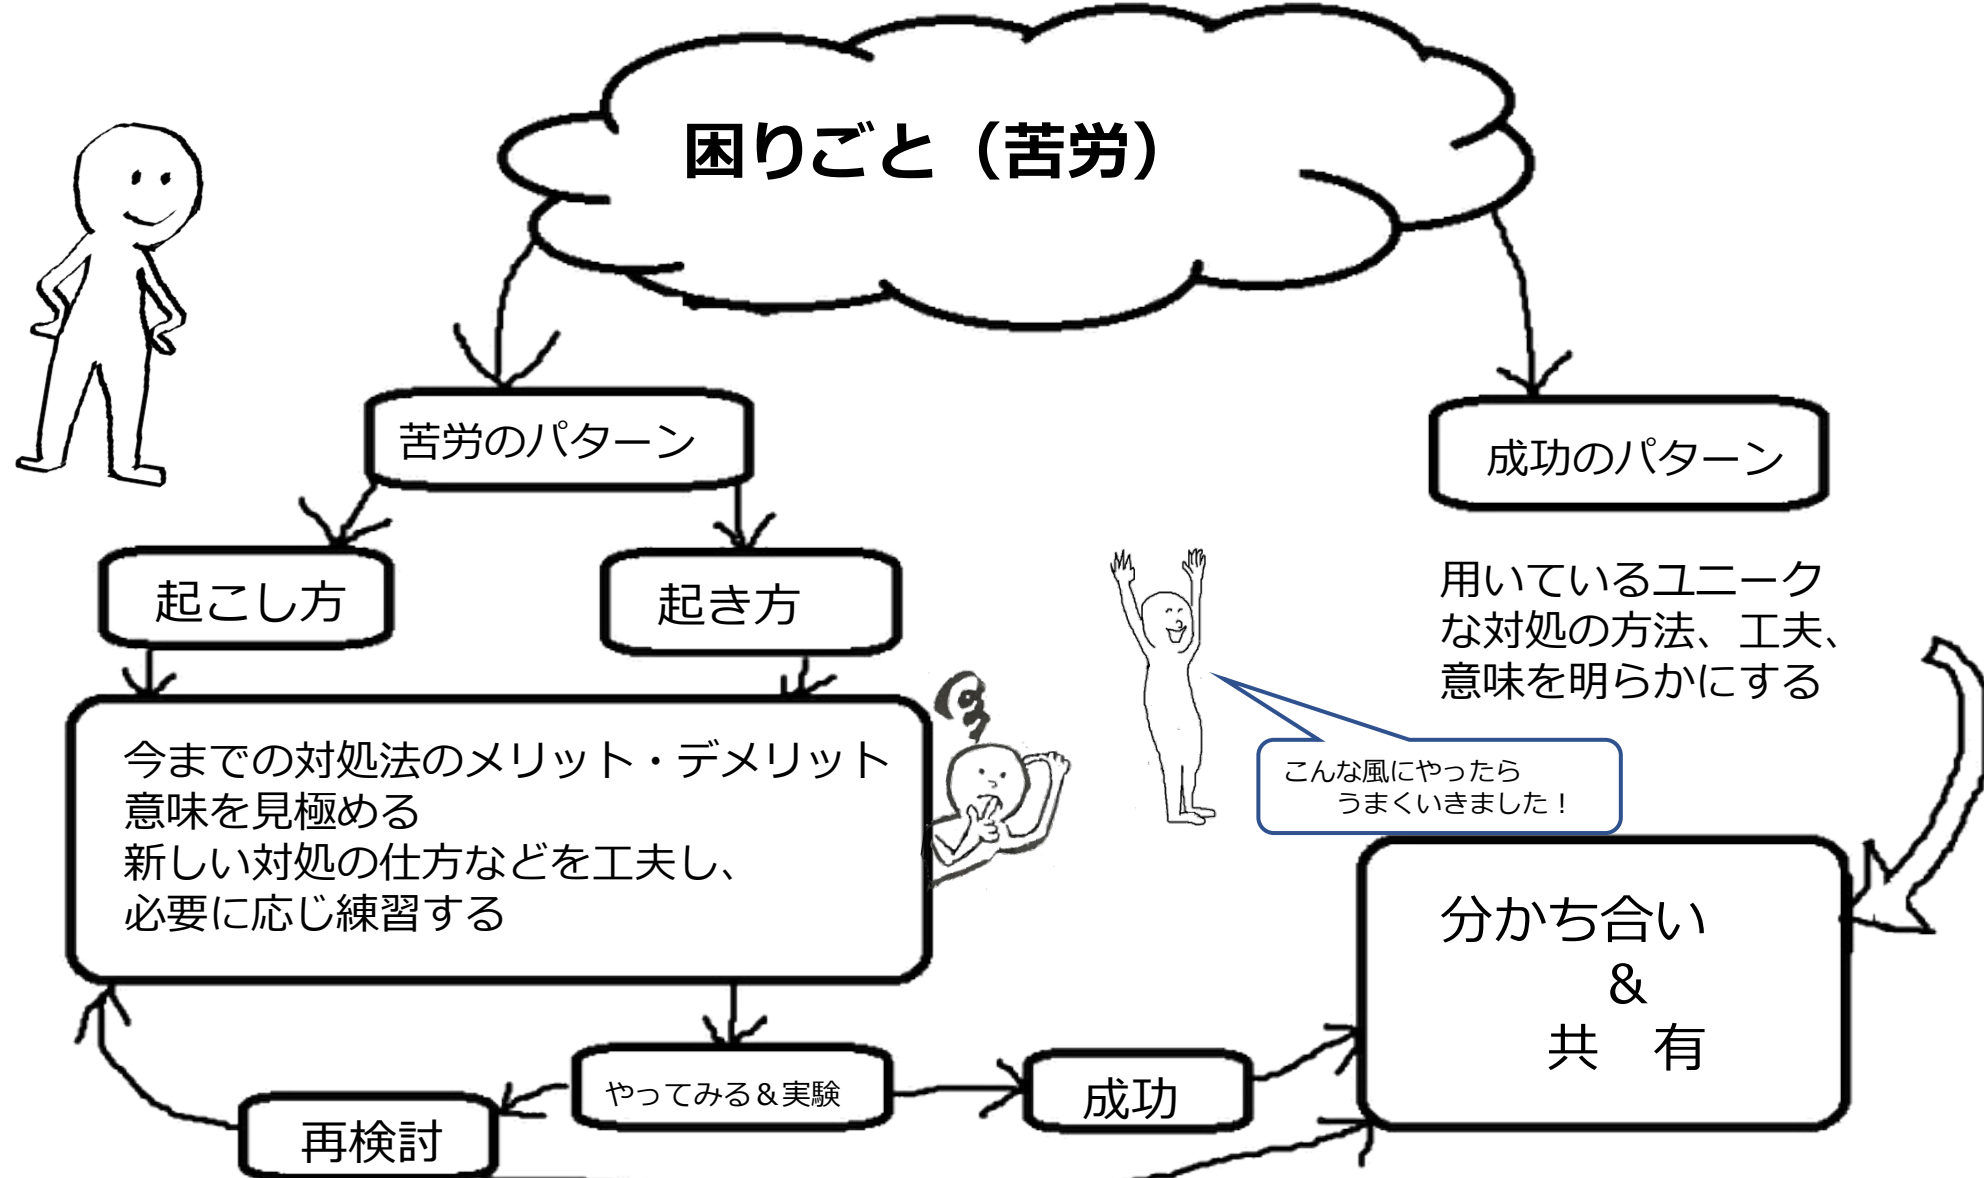 困りごと（苦労）
苦労のパターン
成功のパターン
起こし方
起き方
用いているユニーク
な対処の方法、工夫、
意味を明らかにする
今までの対処法のメリット・デメリット
意味を見極める
新しい対処の仕方などを工夫し、
必要に応じ練習する
こんな風にやったら
うまくいきました！
分かち合い
&
共　有
やってみる＆実験
成功
再検討